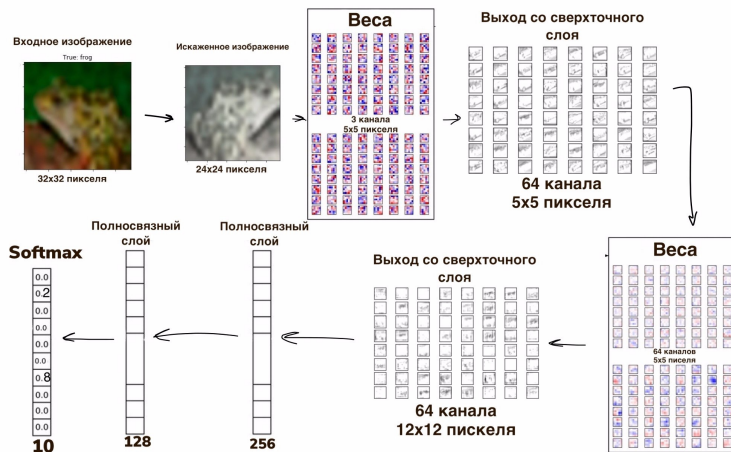 Входное изображение
True: frog
32x32 пикселя
Искаженное изображение
24x24 пикселя
Веса
3 канала
5x5 пикселя
Выход со сверхточного
слоя
64 канала
5x5 пикселя
Веса
64 каналов
5x5 писеля
Выход со сверхточного
слоя
64 канала
12x12 пискеля
Полносвязный
слой
256
Полносвязный
слой
128
Softmax
0.0
0.2
0.0
0.0
0.0
0.0
0.8
0.0
0.0
0.0
10